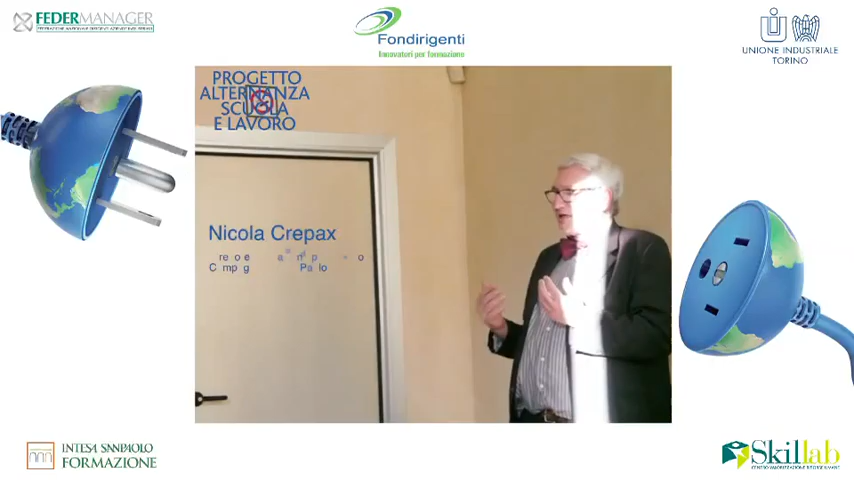 FEDERMANAGER
Fondirigenti
Innovatori per formazione
UNIONE INDUSTRIALE
TORINO
PROGETTO
ALTERNANZA
SCUOLA
E LAVORO
Nicola Crepax
INTESA SANPAOLO
FORMAZIONE
Skillab